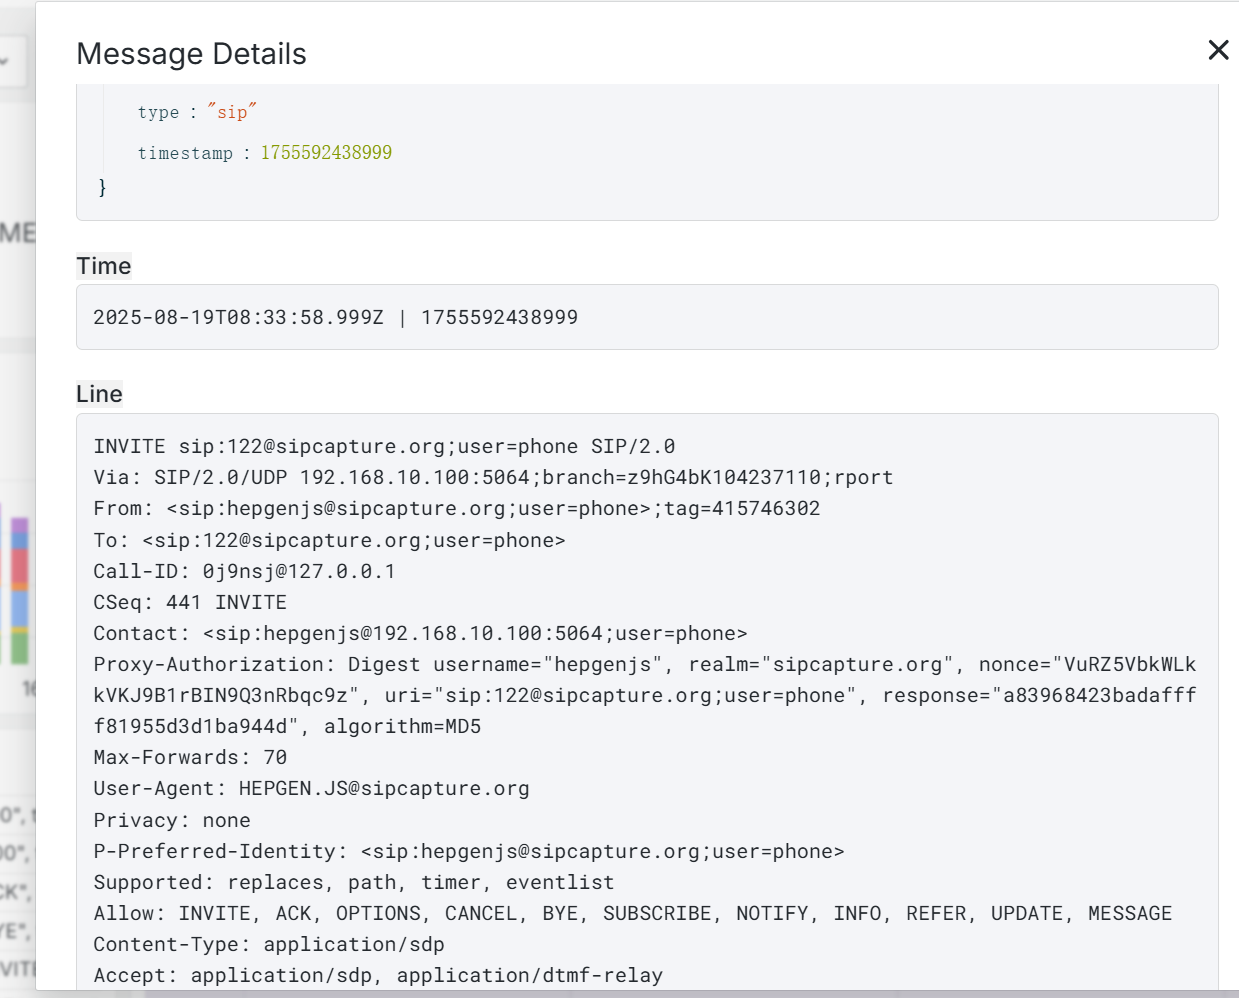 Message Details
type : "sip"
timestamp : 1755592438999
}
ME
Time
2025-08-19T08:33:58.999Z | 1755592438999
Line
INVITE sip:122@sipcapture.org;user=phone SIP/2.0
Via: SIP/2.0/UDP 192.168.10.100:5064;branch=z9hG4bK104237110;rport
From: <sip:hepgenjs@sipcapture.org;user=phone>;tag=415746302
To: <sip:122@sipcapture.org;user=phone>
Call-ID: 0j9nsj@127.0.0.1
CSeq: 441 INVITE
Contact: <sip:hepgenjs@192.168.10.100:5064;user=phone>
Proxy-Authorization: Digest username="hepgenjs", realm="sipcapture.org", nonce="VuRZ5VbkWLk
kVKJ9B1rBIN9Q3nRbqc9z", uri="sip:122@sipcapture.org;user=phone", response="a83968423badafff
f81955d3d1ba944d", algorithm=MD5
Max-Forwards: 70
User-Agent: HEPGEN.JS@sipcapture.org
Privacy: none
P-Preferred-Identity: <sip:hepgenjs@sipcapture.org;user=phone>
Supported: replaces, path, timer, eventlist
Allow: INVITE, ACK, OPTIONS, CANCEL, BYE, SUBSCRIBE, NOTIFY, INFO, REFER, UPDATE, MESSAGE
Content-Type: application/sdp
Accept: application/sdp, application/dtmf-relay